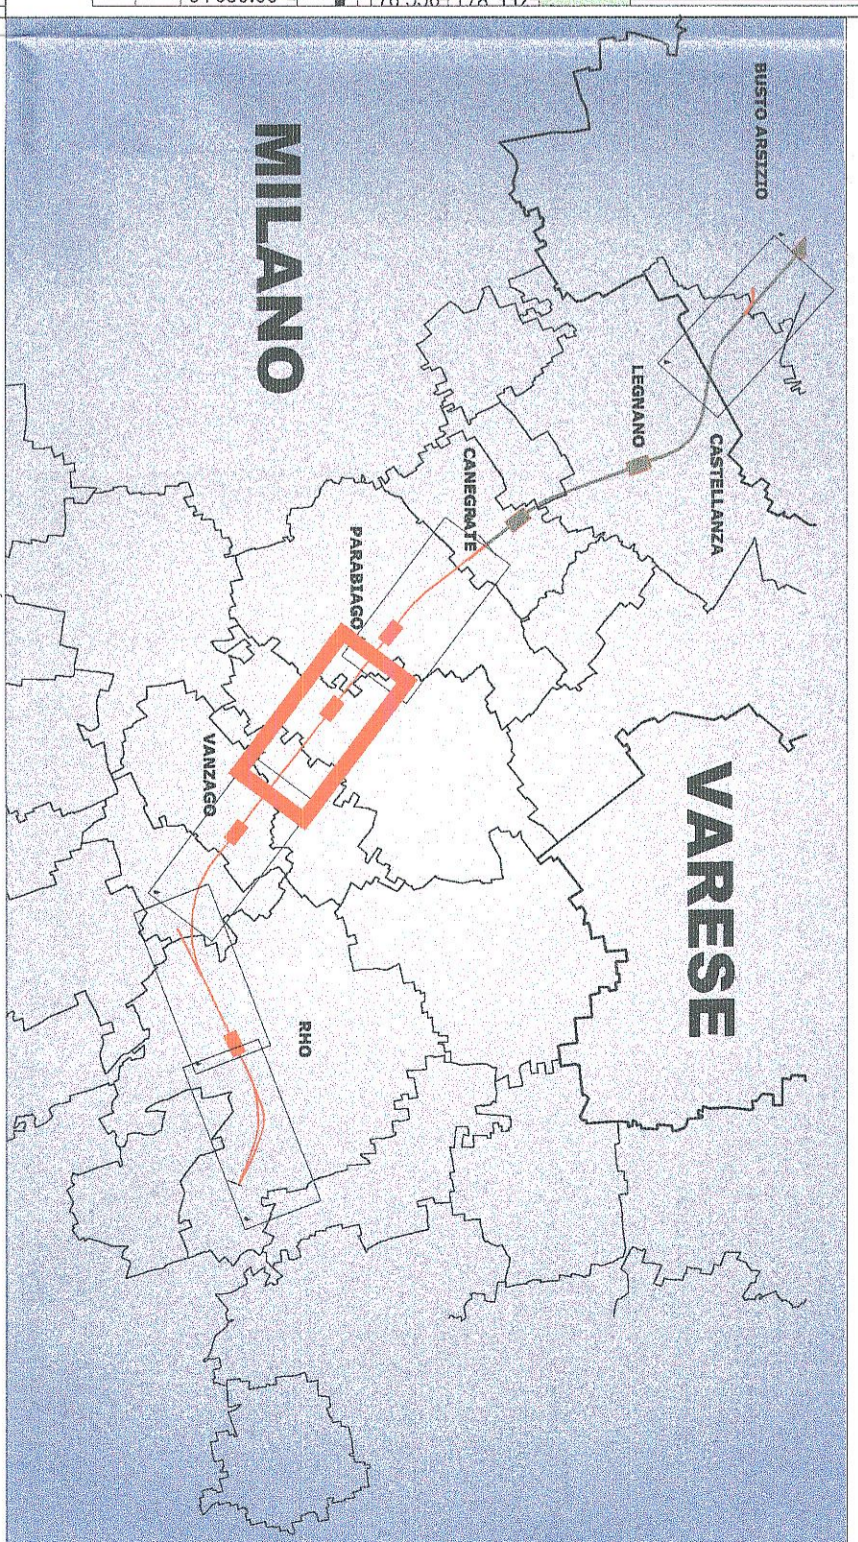 BUSTO ARSIZIO
MILANO
CASTELLANZA
LEGNANO
CANEGRATE
PARABIAGO
VARESE
VANZAGO
RHO